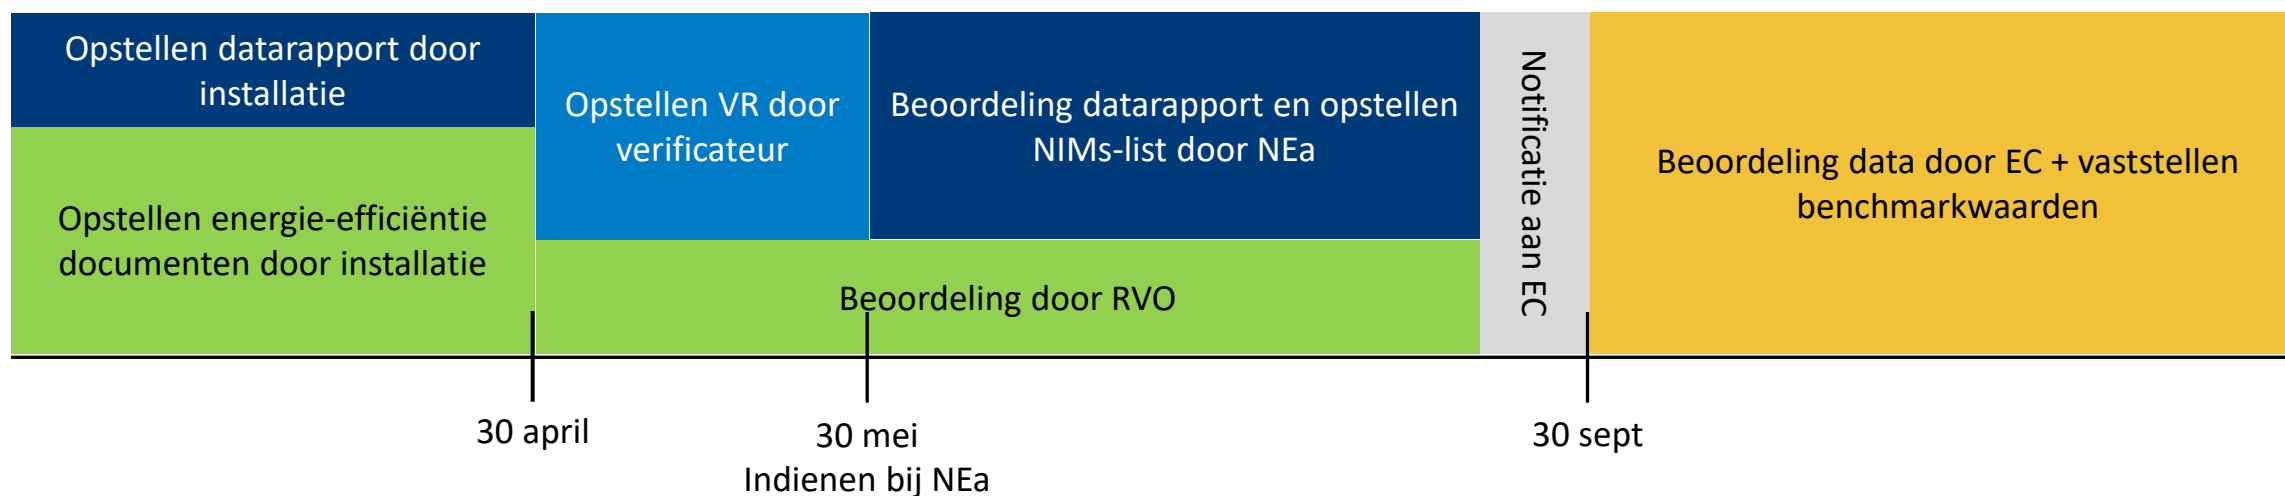 Opstellen datarapport door
installatie
Opstellen energie-efficiëntie
documenten door installatie
Opstellen VR door
verificateur
Beoordeling datarapport en opstellen
NIMs-list door NEa
Beoordeling door RVO
Notificatie aan EC
Beoordeling data door EC + vaststellen
benchmarkwaarden
30 april
30 mei
Indienen bij NEa
30 sept